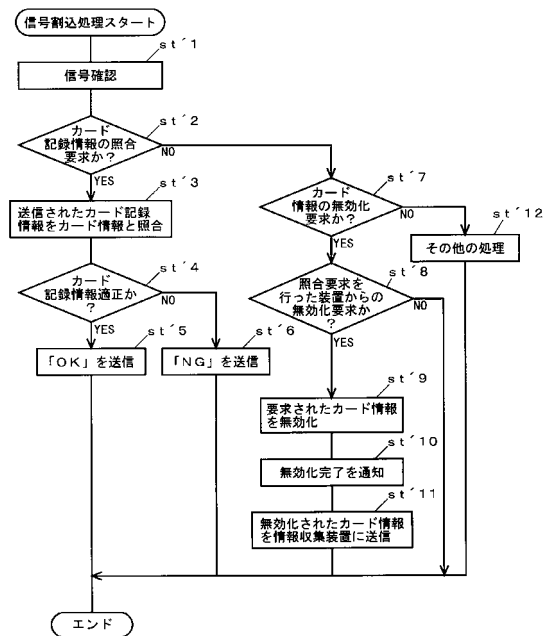 信号割込処理スタート
st´1
信号確認
st´2
カード
記録情報の照合
要求か？
NO
YES
st´3
送信されたカード記録
情報をカード情報と照合
st´4
カード
記録情報適正か
？
NO
YES
st´5
「OK」を送信
st´6
「NG」を送信
st´7
カード
情報の無効化
要求か？
NO
YES
st´12
その他の処理
st´8
照合要求を
行った装置からの
無効化要求か
？
NO
YES
st´9
要求されたカード情報
を無効化
st´10
無効化完了を通知
st´11
無効化されたカード情報
を情報収集装置に送信
エンド